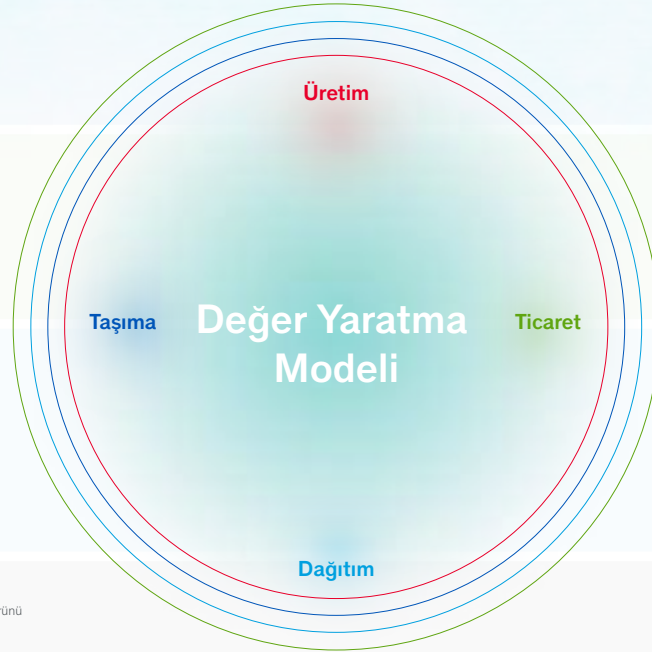 Üretim
Taşıma
Değer Yaratma
Modeli
Ticaret
Dağıtım